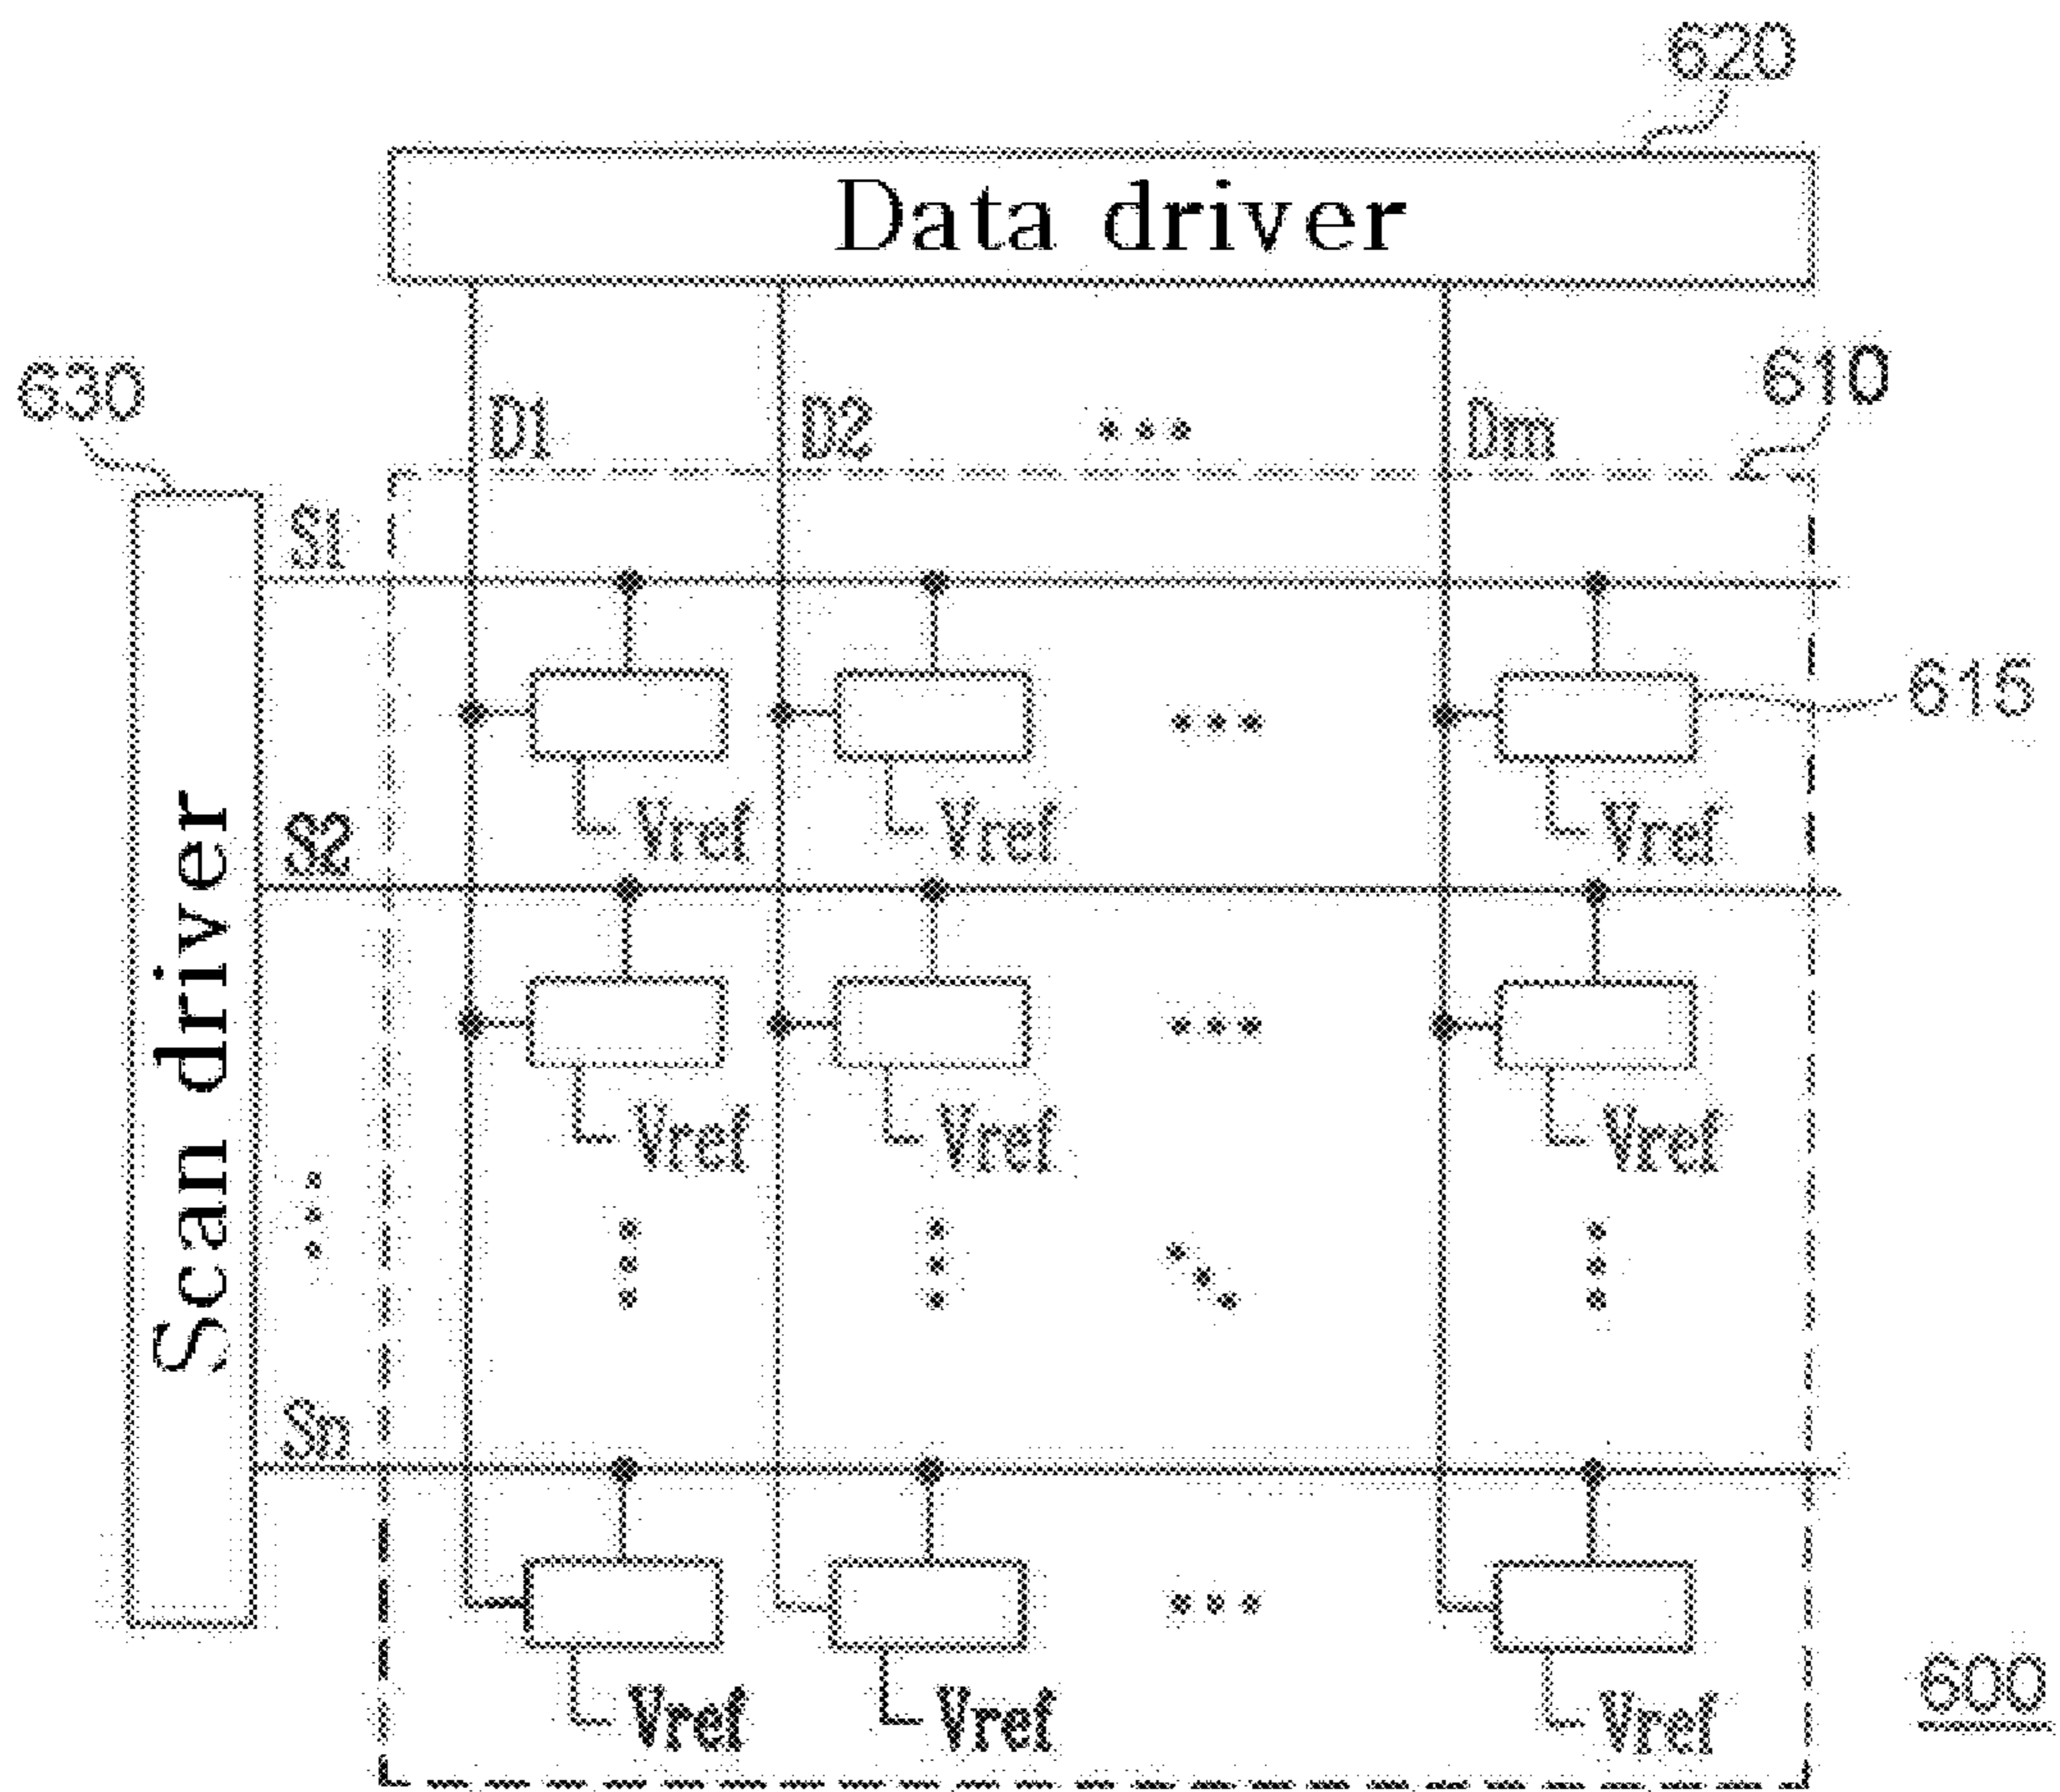 620
Data driver
630
610
D1 D2 ••• Dm
S1
615
Vref Vref Vref
S2
Vref Vref Vref
Scan driver
Sn
Vref Vref Vref
600